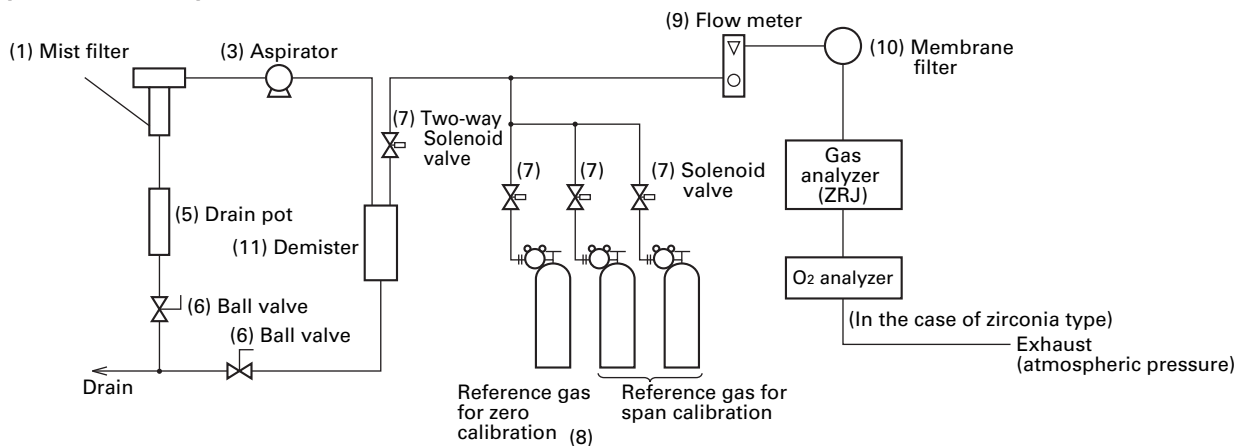 (9) Flow meter
(1) Mist filter
(3) Aspirator
(10) Membrane
filter
(7) Two-way
Solenoid
valve
(7)
(7)
(7) Solenoid
valve
Gas
analyzer
(ZRJ)
(5) Drain pot
(11) Demister
O2 analyzer
(6) Ball valve
(6) Ball valve
(In the case of zirconia type)
Exhaust
(atmospheric pressure)
Drain
Reference gas
for zero
calibration (8)
Reference gas for
span calibration